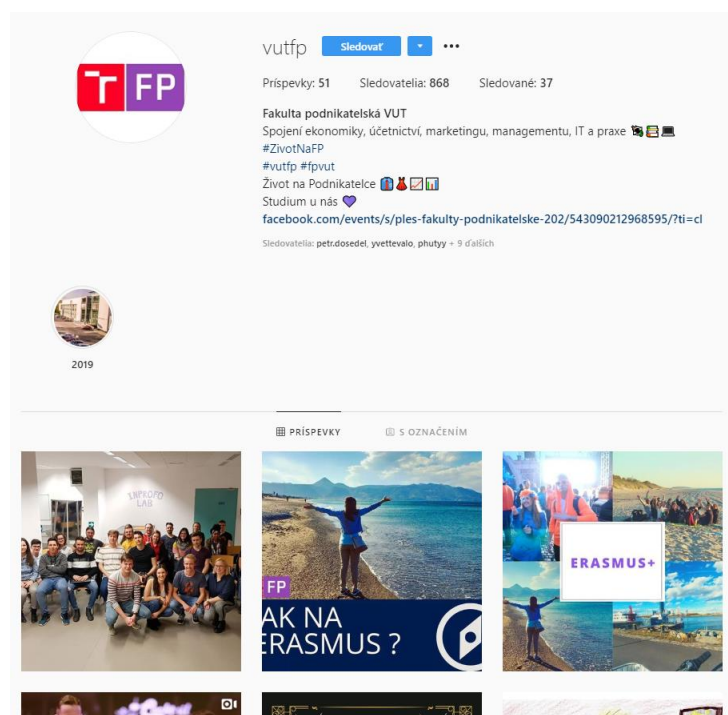 T FP
vutfp Sledovať •••
Príspevky: 51 Sledovatelia: 868 Sledované: 37
Fakulta podnikatelská VUT
Spojení ekonomiky, účetnictví, marketingu, managementu, IT a praxe
#ZivotNaFP
#vutfp #fpvut
Život na Podnikatelce
Studium u nás
facebook.com/events/s/ples-fakulty-podnikatelske-202/543090212968595/?ti=cl
Sledovatelia: petr.dosedel, yvettevalo, phutyy + 9 ďalších
2019
PRÍSPEVKY S OZNAČENÍM
INPROFO
LAB
FP
AK NA
ERASMUS ?
ERASMUS+